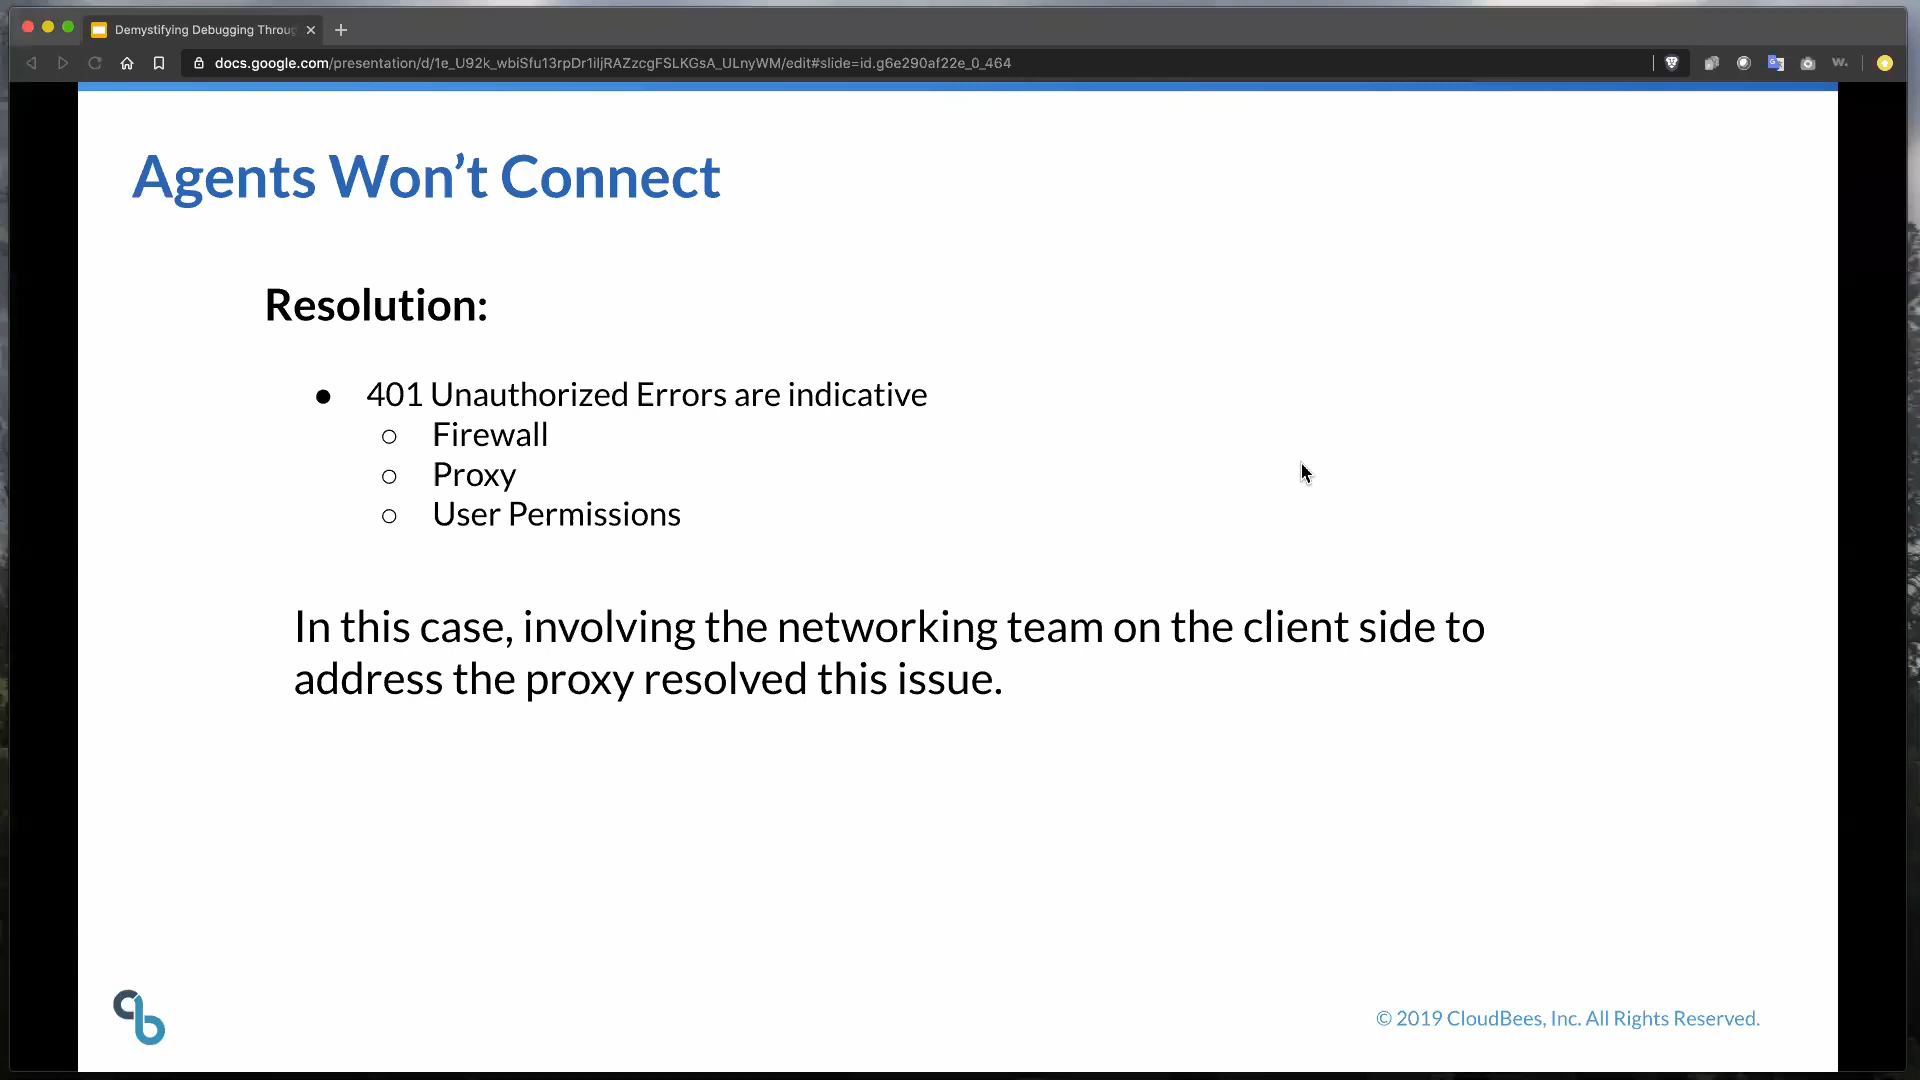 Demystifying Debugging Throu
docs.google.com/presentation/d/1e_U92k_wbiSfu13rpDr1iljRAZzcgFSLKGsA_ULnyWM/edit#slide=id.g6e290af22e_0_464
Agents Won’t Connect
Resolution:
● 401 Unauthorized Errors are indicative
○ Firewall
○ Proxy
○ User Permissions
In this case, involving the networking team on the client side to
address the proxy resolved this issue.
© 2019 CloudBees, Inc. All Rights Reserved.